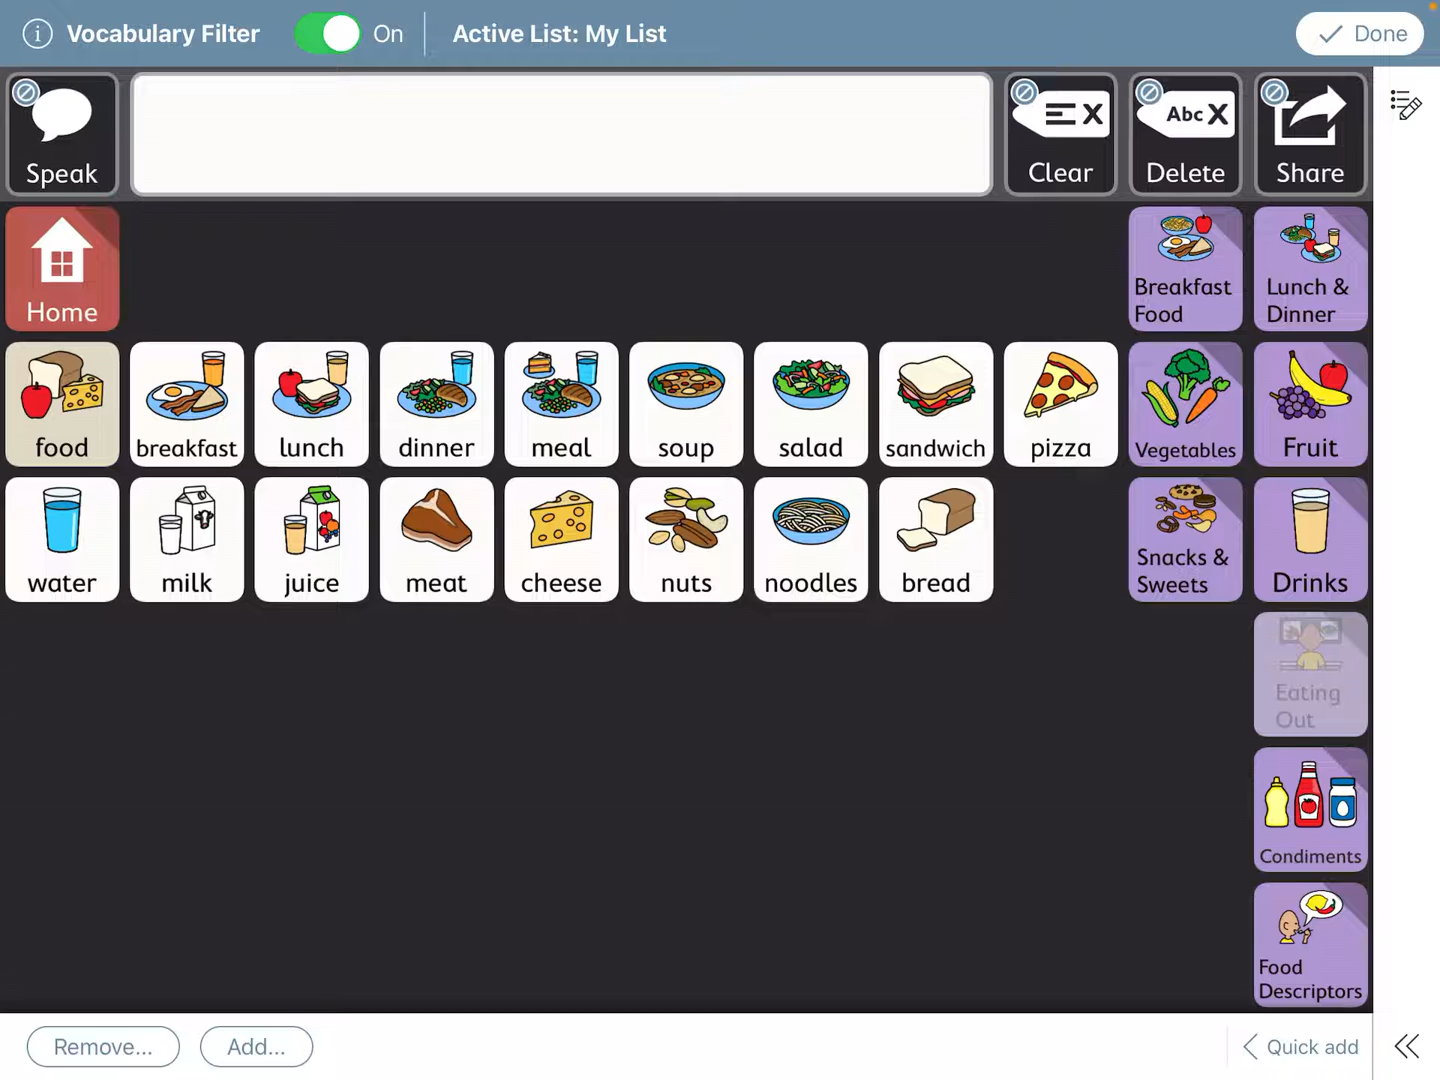 Vocabulary Filter On Active List: My List Done
Speak Clear Abc X Delete Share
Home
Breakfast
Food
Lunch &
Dinner
food breakfast lunch dinner meal soup salad sandwich pizza Vegetables Fruit
water milk juice meat cheese nuts noodles bread
Snacks &
Sweets
Drinks
Eating
Out
Condiments
Food
Descriptors
Remove... Add... Quick add